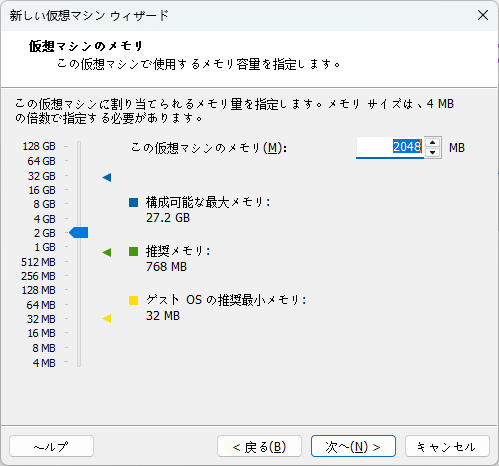 新しい仮想マシン ウィザード
仮想マシンのメモリ
この仮想マシンで使用するメモリ容量を指定します。
この仮想マシンに割り当てられるメモリ量を指定します。メモリ サイズは、4 MB
の倍数で指定する必要があります。
この仮想マシンのメモリ(M):
2048
MB
128 GB
64 GB
32 GB
16 GB
8 GB
4 GB
2 GB
1 GB
512 MB
256 MB
128 MB
64 MB
32 MB
16 MB
8 MB
4 MB
構成可能な最大メモリ:
27.2 GB
推奨メモリ:
768 MB
ゲスト OS の推奨最小メモリ:
32 MB
ヘルプ
< 戻る(B)
次へ(N) >
キャンセル